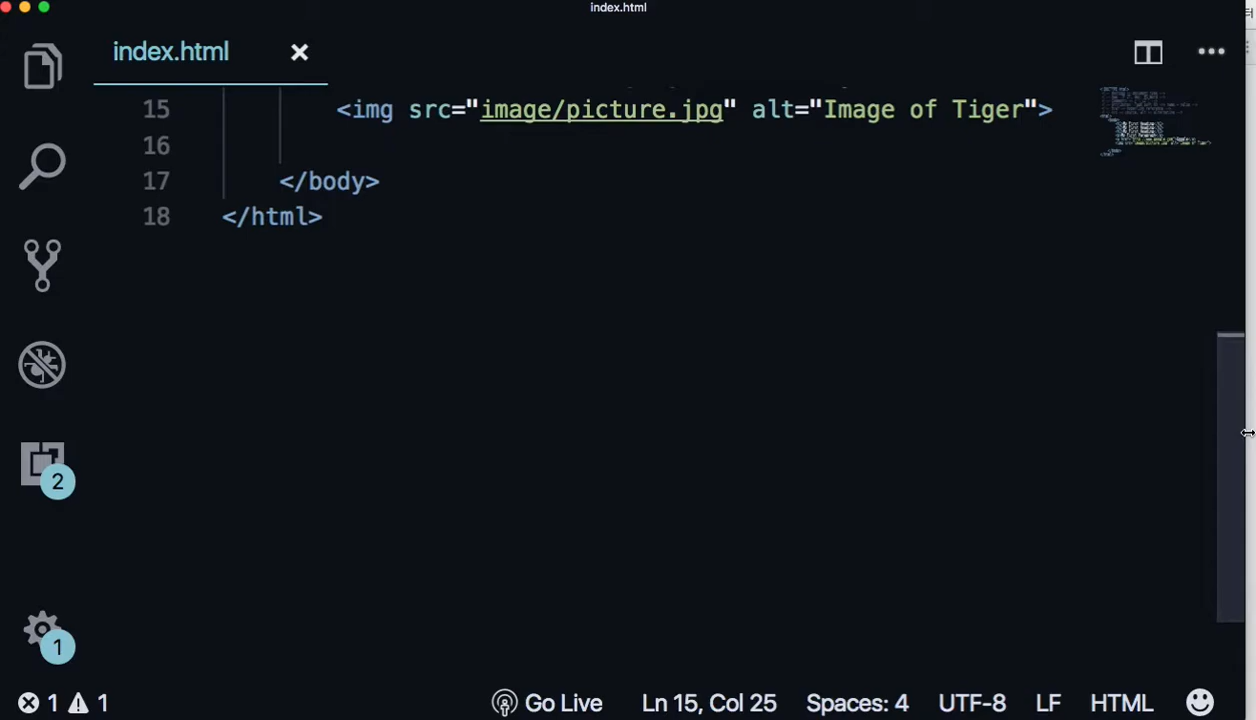 index.html
index.html
15 <img src="image/picture.jpg" alt="Image of Tiger">
16
17 </body>
18 </html>
2
1
1 1 Go Live Ln 15, Col 25 Spaces: 4 UTF-8 LF HTML